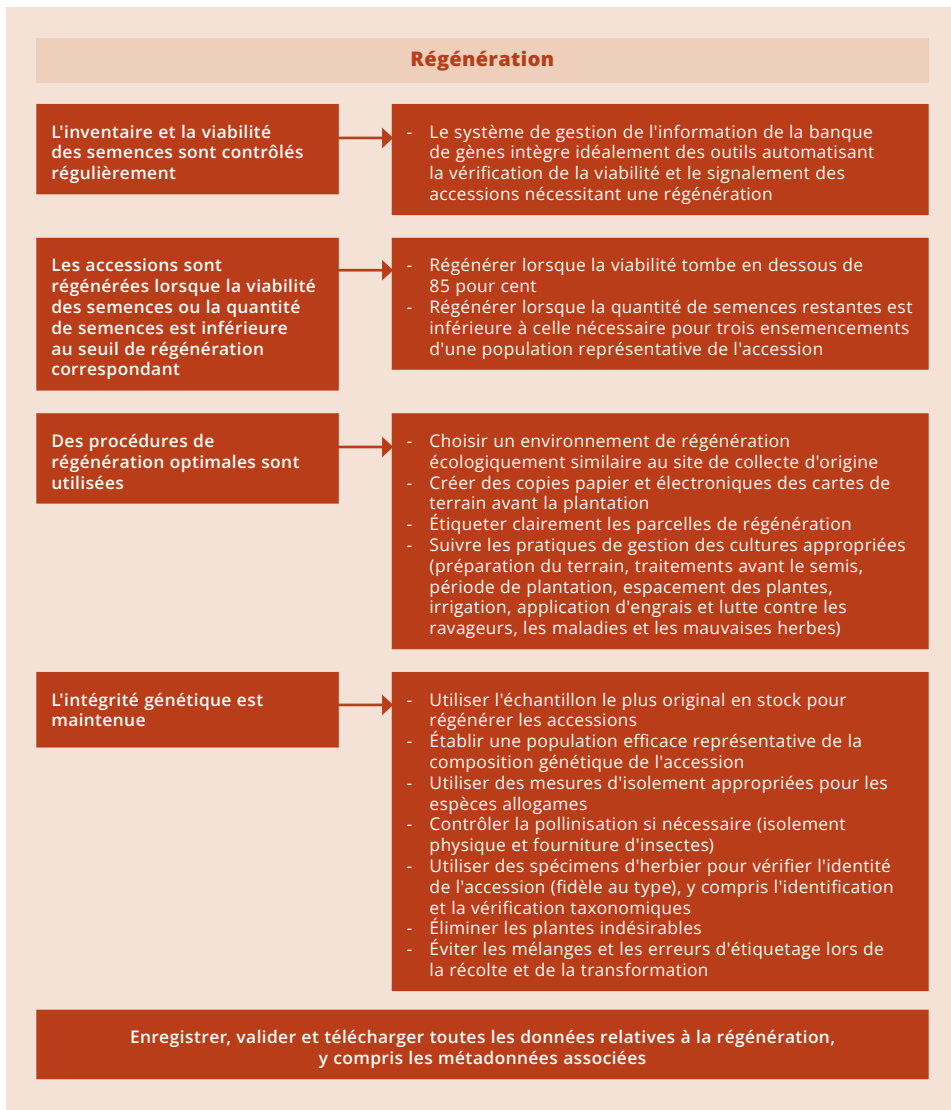 Régénération
L'inventaire et la viabilité
des semences sont contrôlés
régulièrement
- Le système de gestion de l'information de la banque
de gènes intègre idéalement des outils automatisant
la vérification de la viabilité et le signalement des
accessions nécessitant une régénération
Les accessions sont
régénérées lorsque la viabilité
des semences ou la quantité
de semences est inférieure
au seuil de régénération
correspondant
- Régénérer lorsque la viabilité tombe en dessous de
85 pour cent
- Régénérer lorsque la quantité de semences restantes est
inférieure à celle nécessaire pour trois ensemencements
d'une population représentative de l'accession
Des procédures de
régénération optimales sont
utilisées
- Choisir un environnement de régénération
écologiquement similaire au site de collecte d'origine
- Créer des copies papier et électroniques des cartes de
terrain avant la plantation
- Étiqueter clairement les parcelles de régénération
- Suivre les pratiques de gestion des cultures appropriées
(préparation du terrain, traitements avant le semis,
période de plantation, espacement des plantes,
irrigation, application d'engrais et lutte contre les
ravageurs, les maladies et les mauvaises herbes)
L'intégrité génétique est
maintenue
- Utiliser l'échantillon le plus original en stock pour
régénérer les accessions
- Établir une population efficace représentative de la
composition génétique de l'accession
- Utiliser des mesures d'isolement appropriées pour les
espèces allogames
- Contrôler la pollinisation si nécessaire (isolement
physique et fourniture d'insectes)
- Utiliser des spécimens d'herbier pour vérifier l'identité
de l'accession (fidèle au type), y compris l'identification
et la vérification taxonomiques
- Éliminer les plantes indésirables
- Éviter les mélanges et les erreurs d'étiquetage lors de
la récolte et de la transformation
Enregistrer, valider et télécharger toutes les données relatives à la régénération,
y compris les métadonnées associées